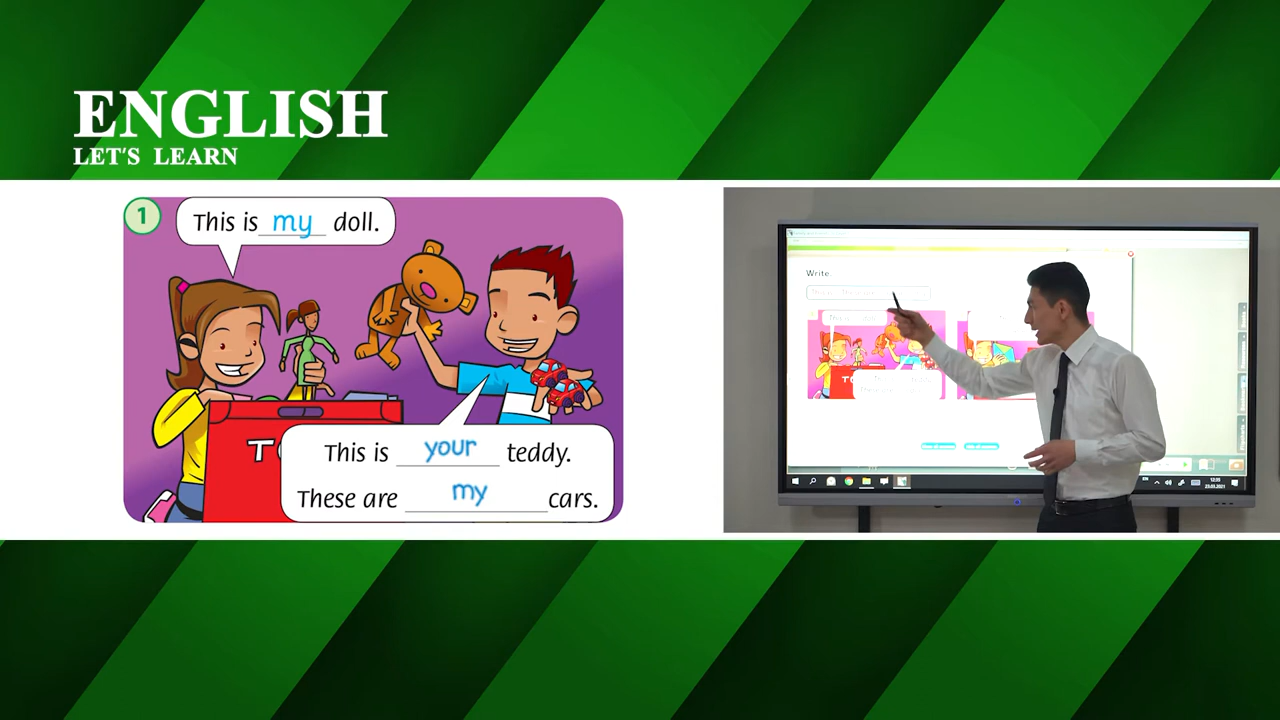 ENGLISH
LET'S LEARN
1
This is my doll.
This is your teddy.
These are my cars.
Write.